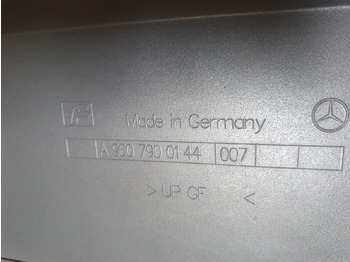 Made in Germany
A 960 790 01 44 007
>UP GF <